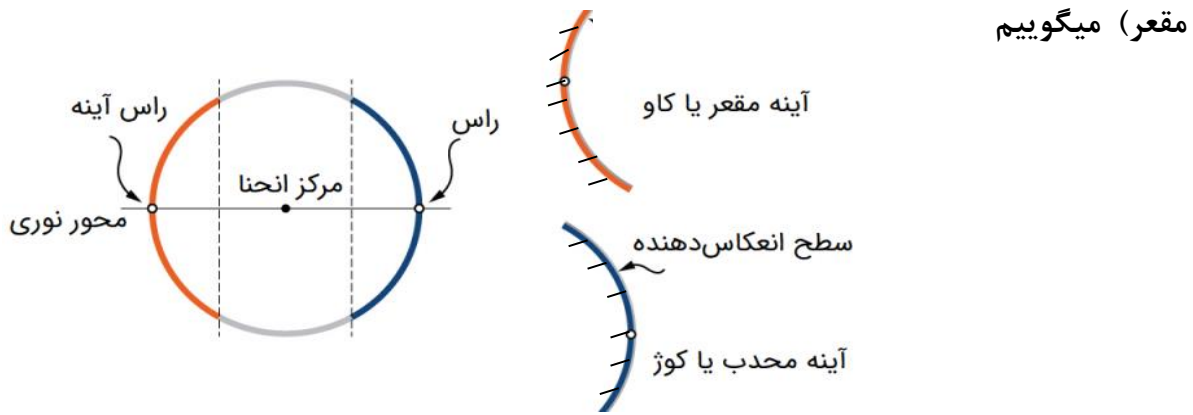 مقعر) میگوییم
آینه مقعر یا کاو
راس آینه
راس
مرکز انحنا
محور نوری
سطح انعکاس‌دهنده
آینه محدب یا کوژ